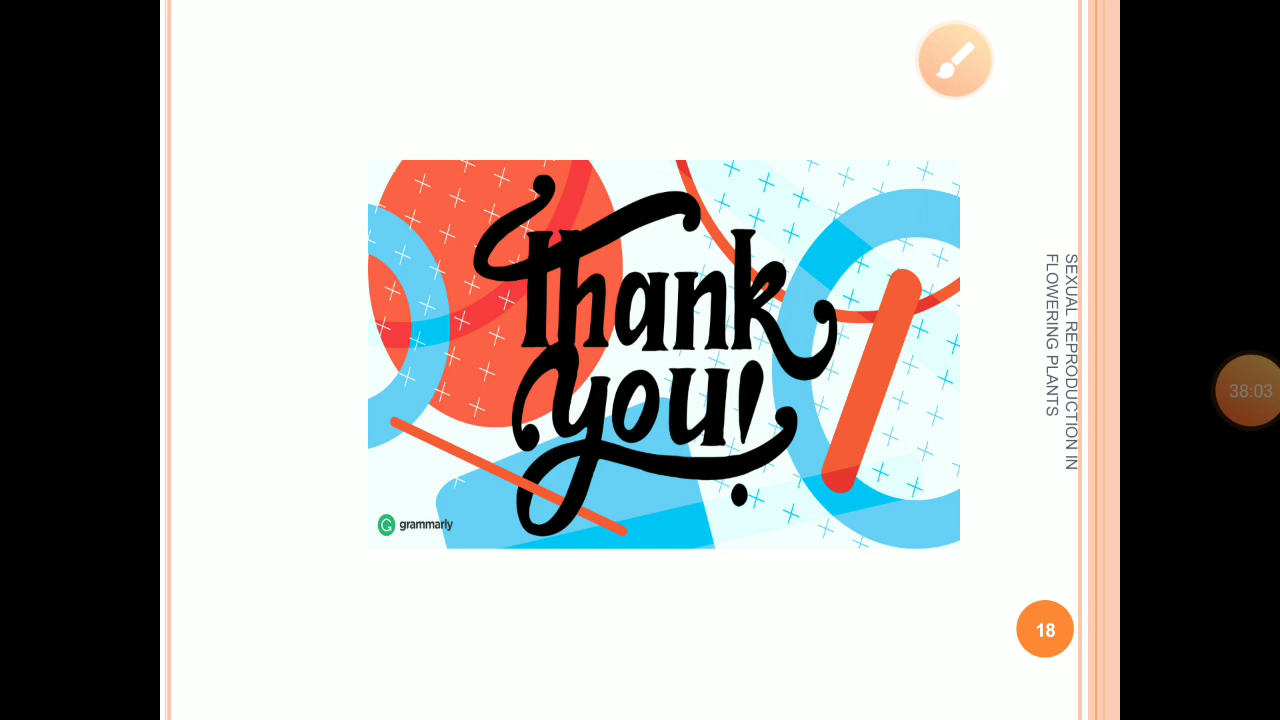 Thank
you!
grammarly
SEXUAL REPRODUCTION IN
FLOWERING PLANTS
38:03
18